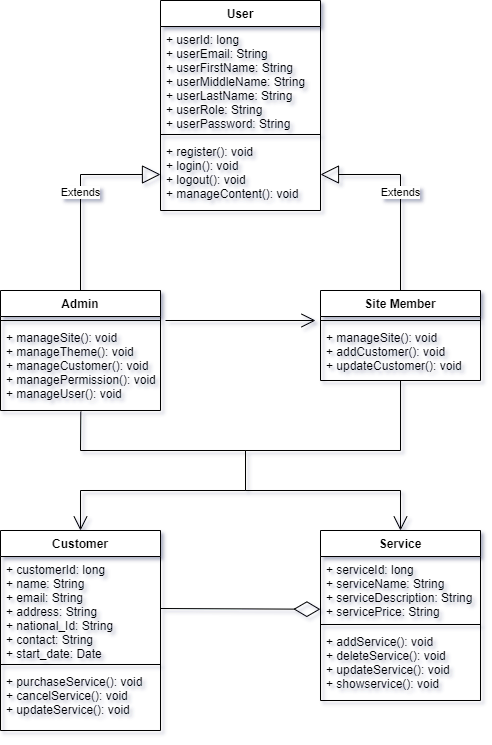 User
+ userId: long
+ userEmail: String
+ userFirstName: String
+ userMiddleName: String
+ userLastName: String
+ userRole: String
+ userPassword: String
+ register(): void
+ login(): void
+ logout(): void
+ manageContent(): void
Extends
Extends
Admin
+ manageSite(): void
+ manageTheme(): void
+ manageCustomer(): void
+ managePermission(): void
+ manageUser(): void
Site Member
+ manageSite(): void
+ addCustomer(): void
+ updateCustomer(): void
Customer
+ customerId: long
+ name: String
+ email: String
+ address: String
+ national_Id: String
+ contact: String
+ start_date: Date
+ purchaseService(): void
+ cancelService(): void
+ updateService(): void
Service
+ serviceId: long
+ serviceName: String
+ serviceDescription: String
+ servicePrice: String
+ addService(): void
+ deleteService(): void
+ updateService(): void
+ showservice(): void